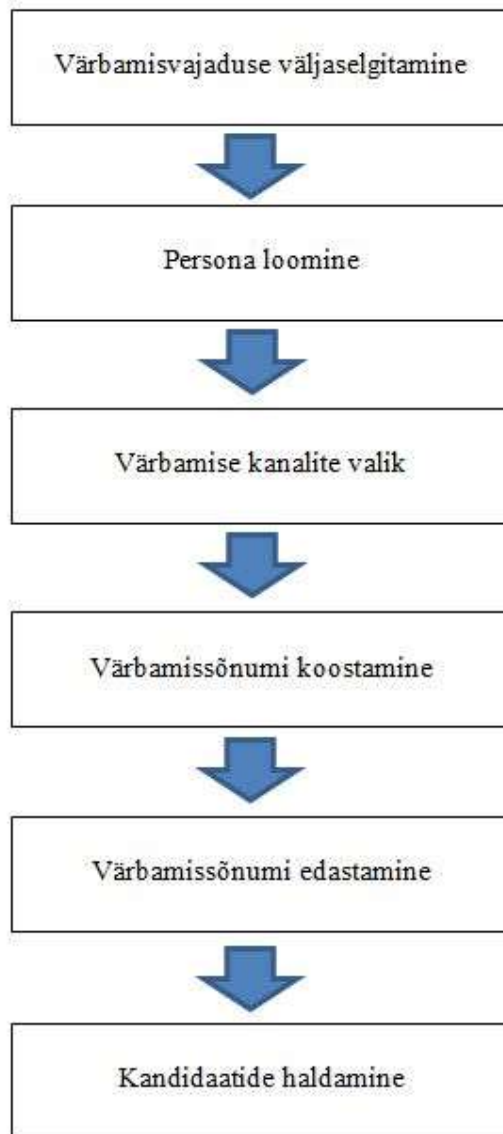 Värbamisvajaduse väljaselgitamine
Persona loomine
Värbamise kanalite valik
Värbamissõnumi koostamine
Värbamissõnumi edastamine
Kandidaatide haldamine